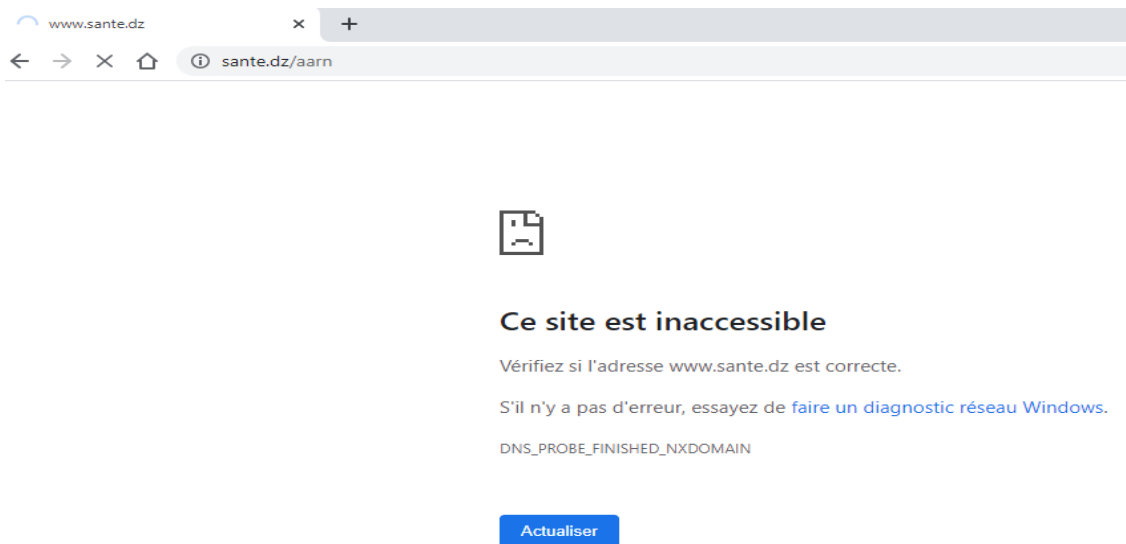 www.sante.dz
sante.dz/aarn
Ce site est inaccessible
Vérifiez si l'adresse www.sante.dz est correcte.
S'il n'y a pas d'erreur, essayez de faire un diagnostic réseau Windows.
DNS_PROBE_FINISHED_NXDOMAIN
Actualiser